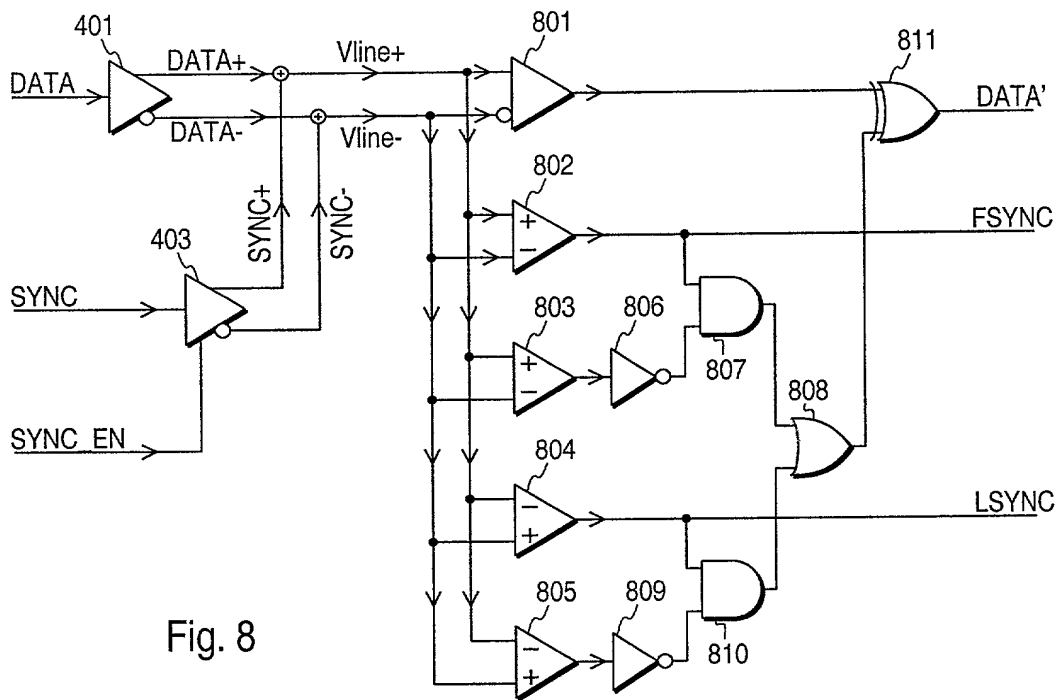 401
801
811
DATA
DATA+
Vline+
DATA'
DATA-
Vline-
802
SYNC+
SYNC-
+
−
FSYNC
403
SYNC
803
806
+
−
807
808
SYNC_EN
804
−
+
LSYNC
805
809
−
+
810
Fig. 8